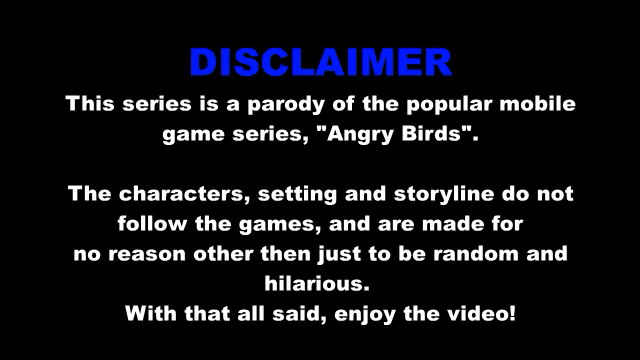 DISCLAIMER
This series is a parody of the popular mobile
game series, "Angry Birds".
The characters, setting and storyline do not
follow the games, and are made for
no reason other then just to be random and
hilarious.
With that all said, enjoy the video!